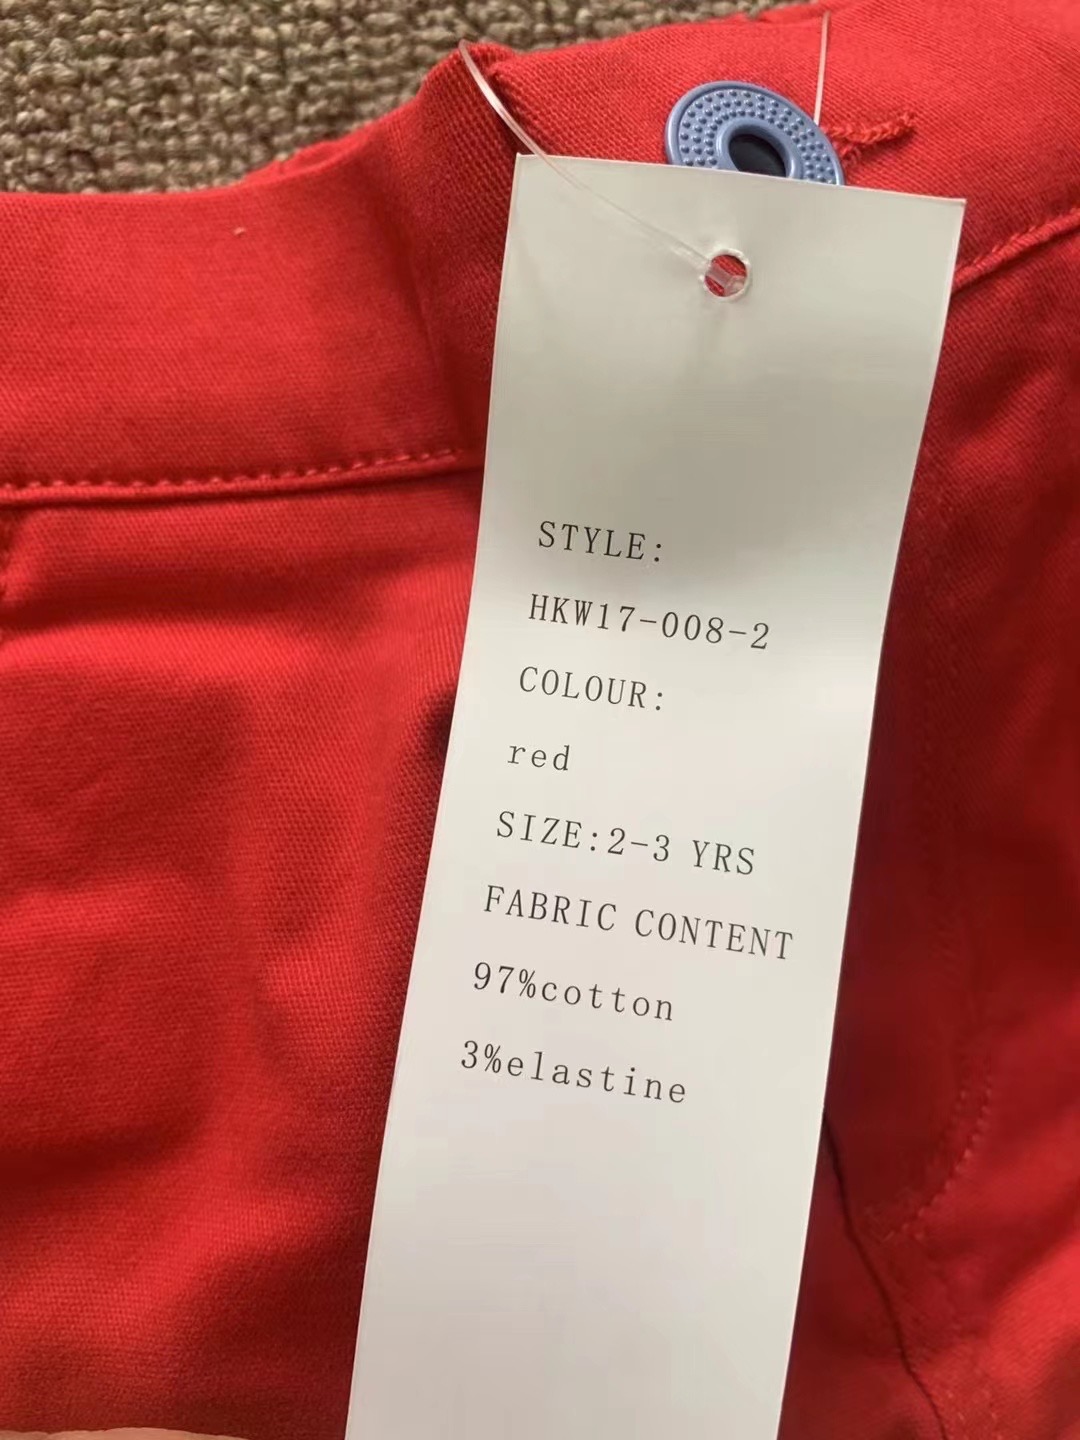 STYLE:
HKW17-008-2
COLOUR:
red
SIZE:2-3 YRS
FABRIC CONTENT
97%cotton
3%elastine